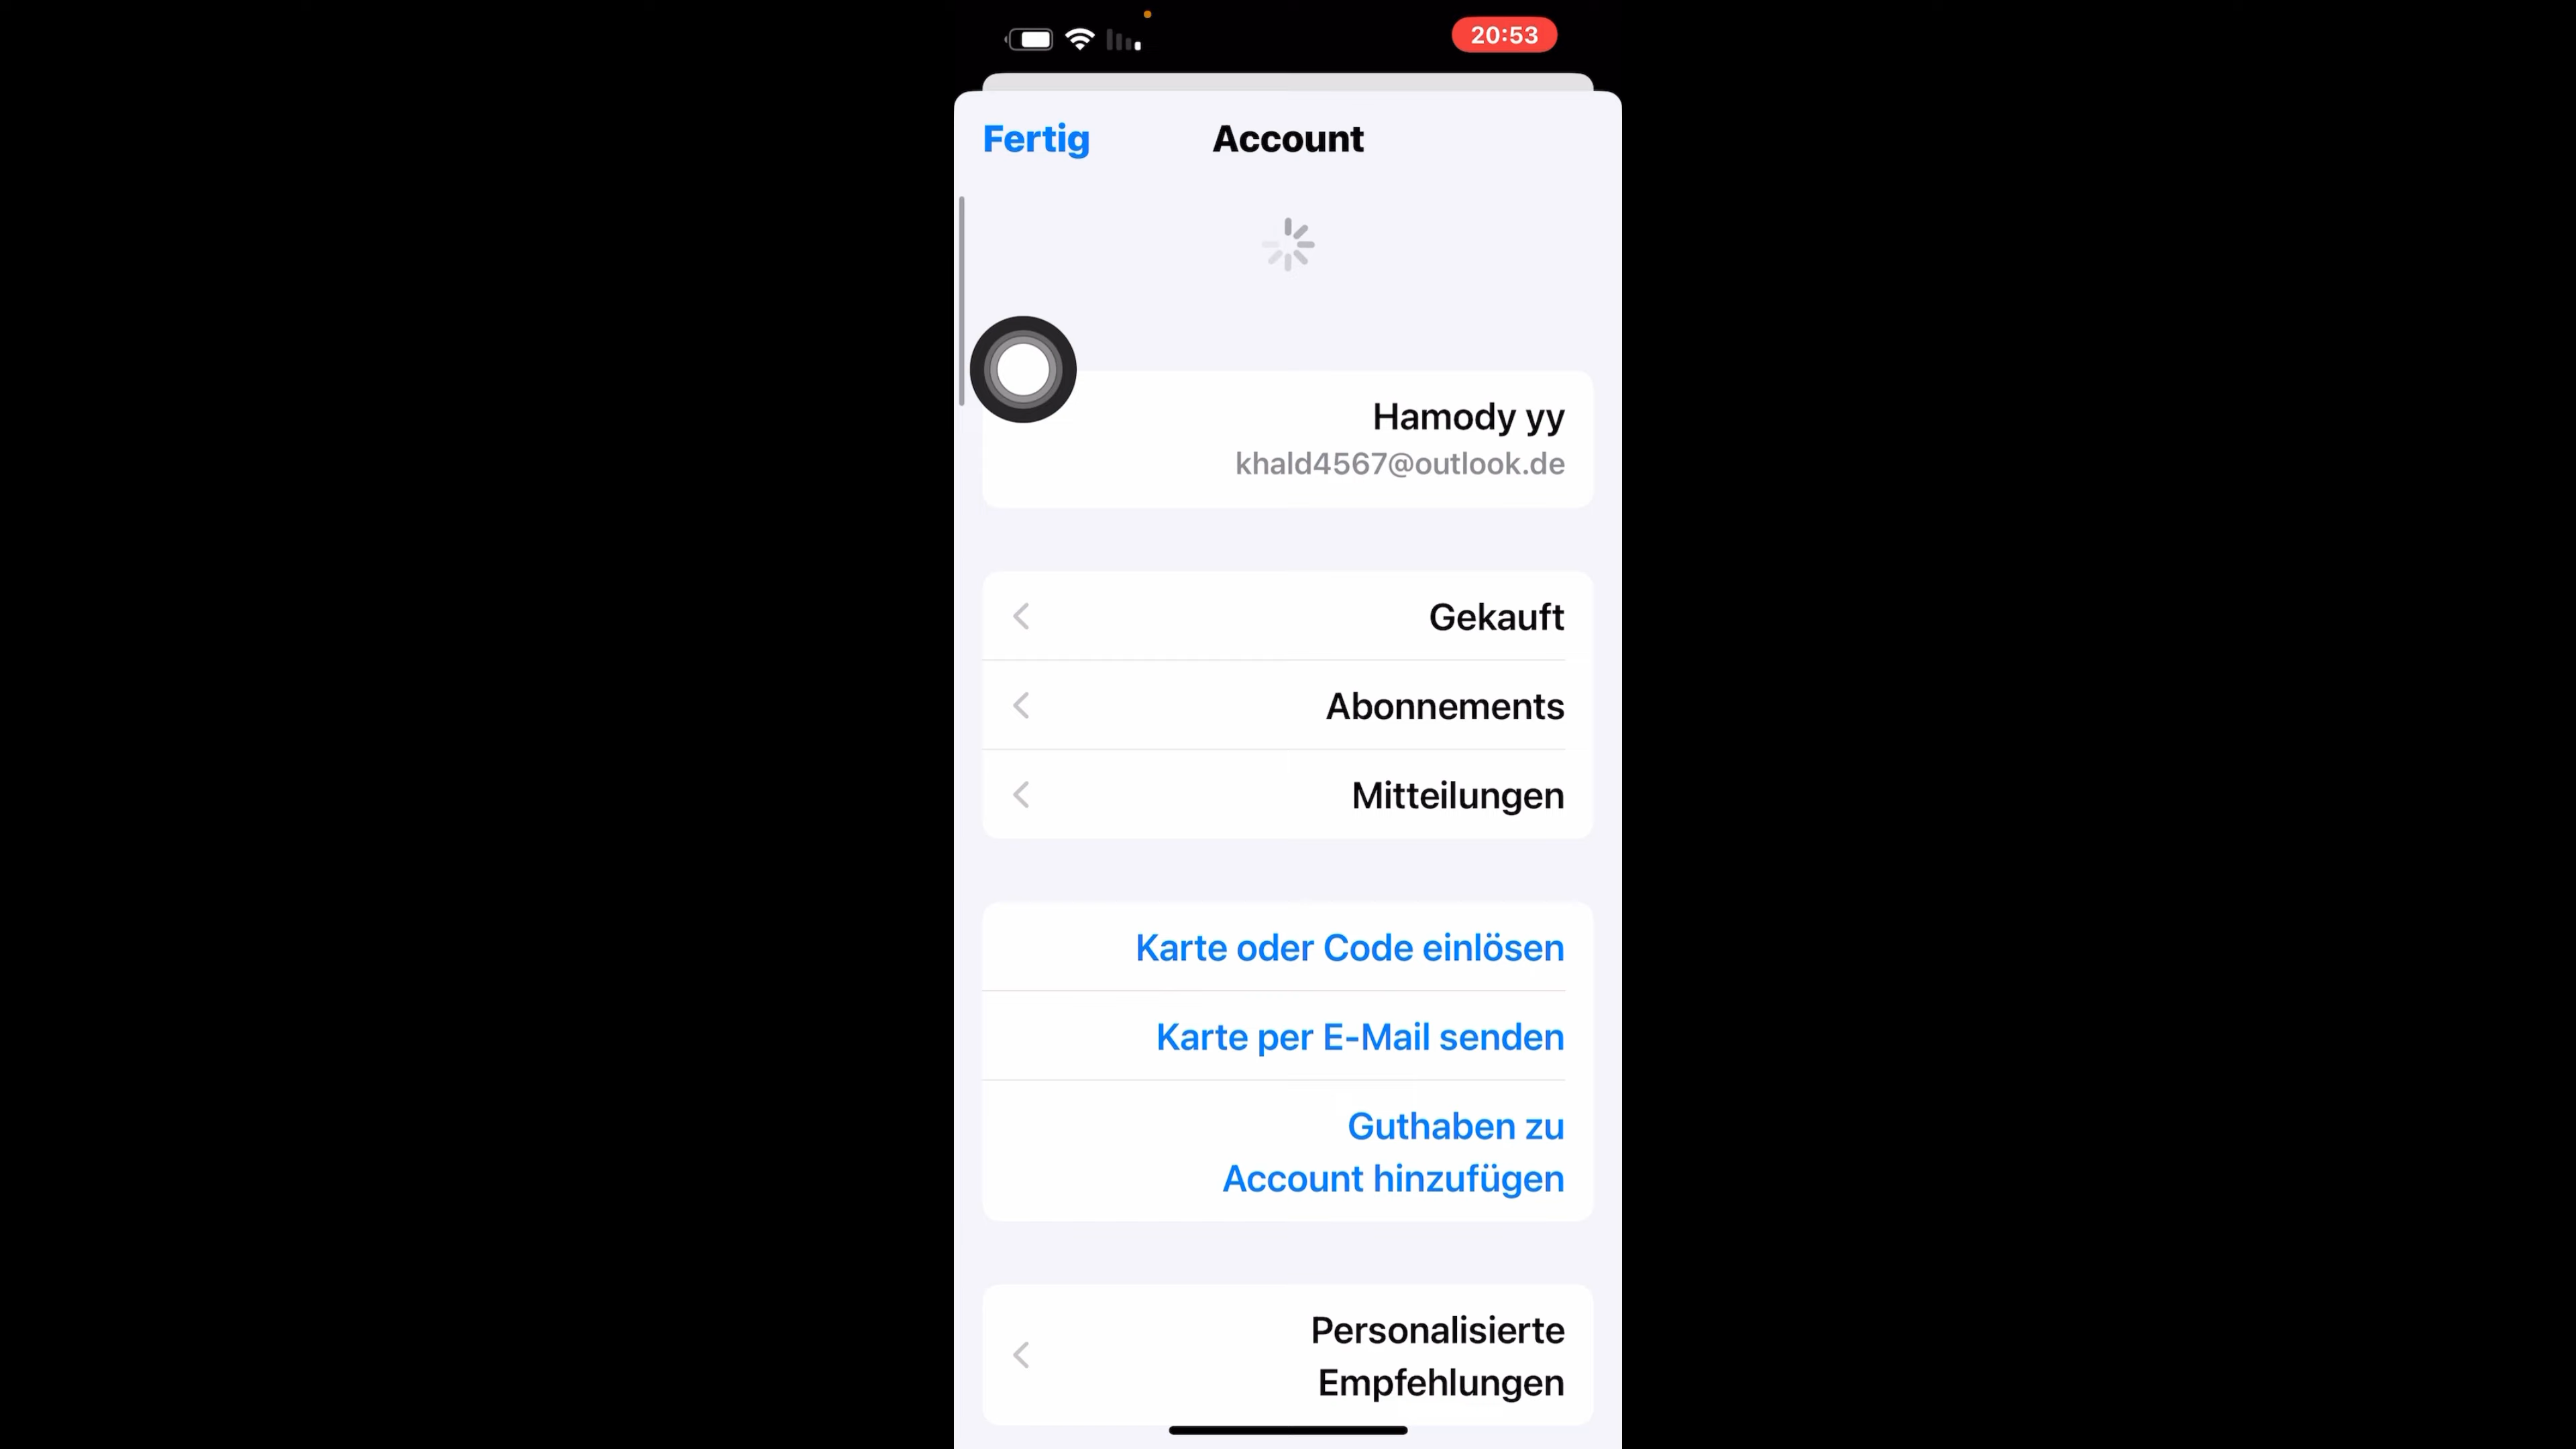 20:53
Fertig
Account
Hamody yy
khald4567@outlook.de
Gekauft
Abonnements
Mitteilungen
Karte oder Code einlösen
Karte per E-Mail senden
Guthaben zu
Account hinzufügen
Personalisierte
Empfehlungen